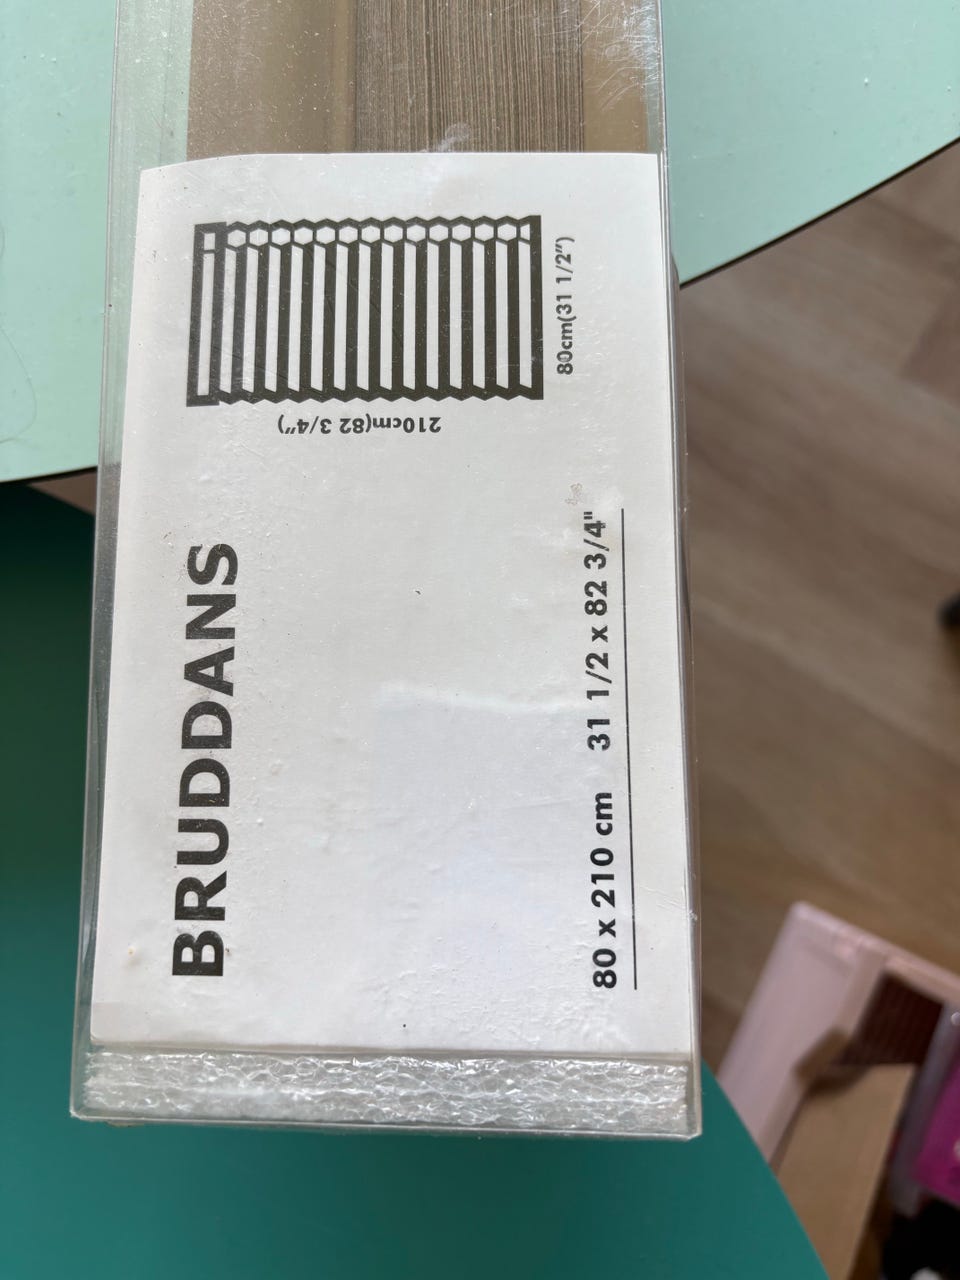 BRUDDANS
210cm(82 3/4”)
80cm(31 1/2”)
80 x 210 cm 31 1/2 x 82 3/4"